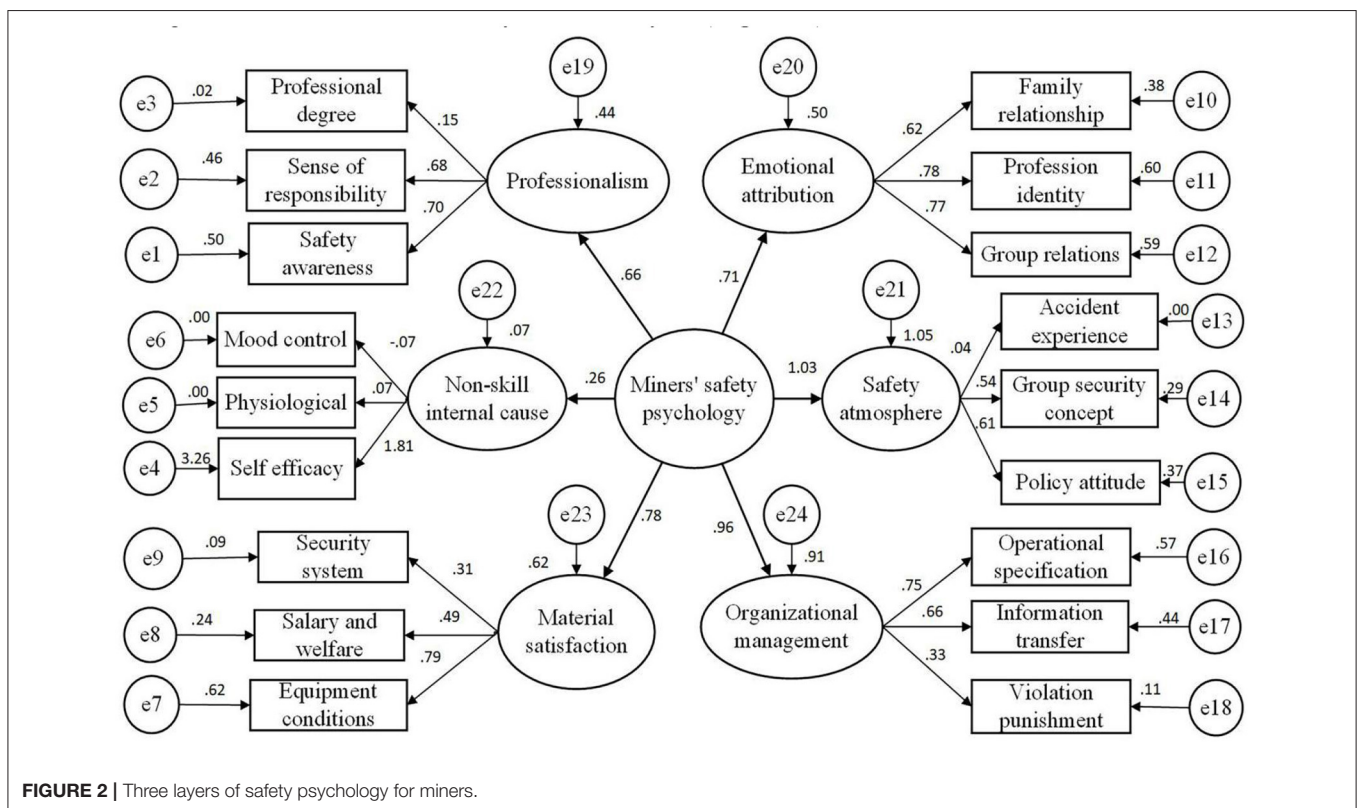 e19
e20
e3
.02
Professional
degree
.15
.44
.50
.62
Family
relationship
.38
e10
e2
.46
Sense of
responsibility
.68
Professionalism
Emotional
attribution
.78
Profession
identity
.60
e11
e1
.50
Safety
awareness
.70
.77
Group relations
.59
e12
.66
.71
e22
e21
e6
.00
Mood control
-.07
.07
1.05
.04
Accident
experience
.00
e13
e5
.00
Physiological
.07
Non-skill
internal cause
.26
Miners' safety
psychology
1.03
Safety
atmosphere
.54
Group security
concept
.29
e14
e4
3.26
Self efficacy
1.81
.61
Policy attitude
.37
e15
e23
.78
.96
e24
e9
.09
Security
system
.31
.62
.91
.75
Operational
specification
.57
e16
e8
.24
Salary and
welfare
.49
Material
satisfaction
Organizational
management
.66
Information
transfer
.44
e17
e7
.62
Equipment
conditions
.79
.33
Violation
punishment
.11
e18
FIGURE 2 | Three layers of safety psychology for miners.